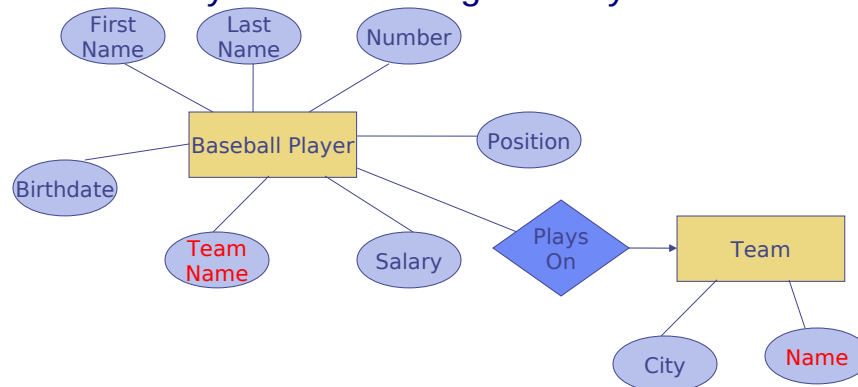 First
Name
Last
Name
Number
Baseball Player
Position
Birthdate
Team
Name
Salary
Plays
On
Team
City
Name